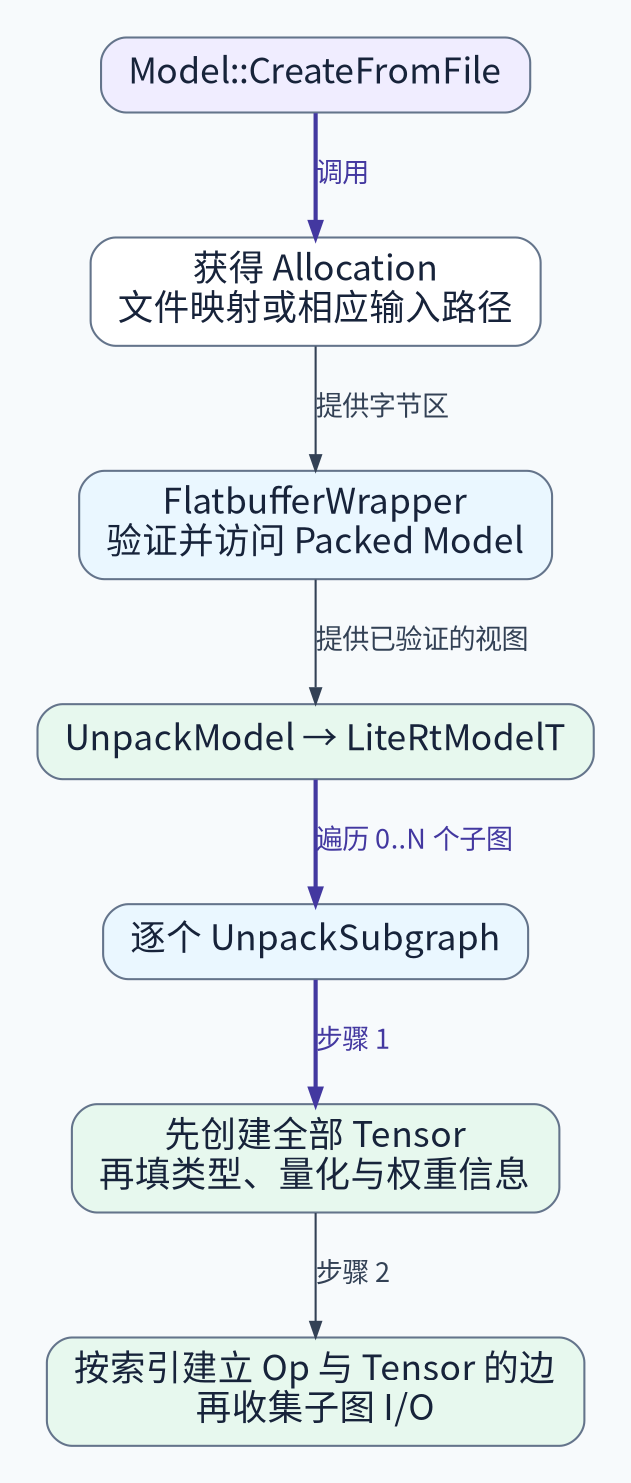 Model::CreateFromFile
调用
获得 Allocation
文件映射或相应输入路径
提供字节区
FlatbufferWrapper
验证并访问 Packed Model
提供已验证的视图
UnpackModel → LiteRtModelT
遍历 0..N 个子图
逐个 UnpackSubgraph
步骤 1
先创建全部 Tensor
再填类型、量化与权重信息
步骤 2
按索引建立 Op 与 Tensor 的边
再收集子图 I/O